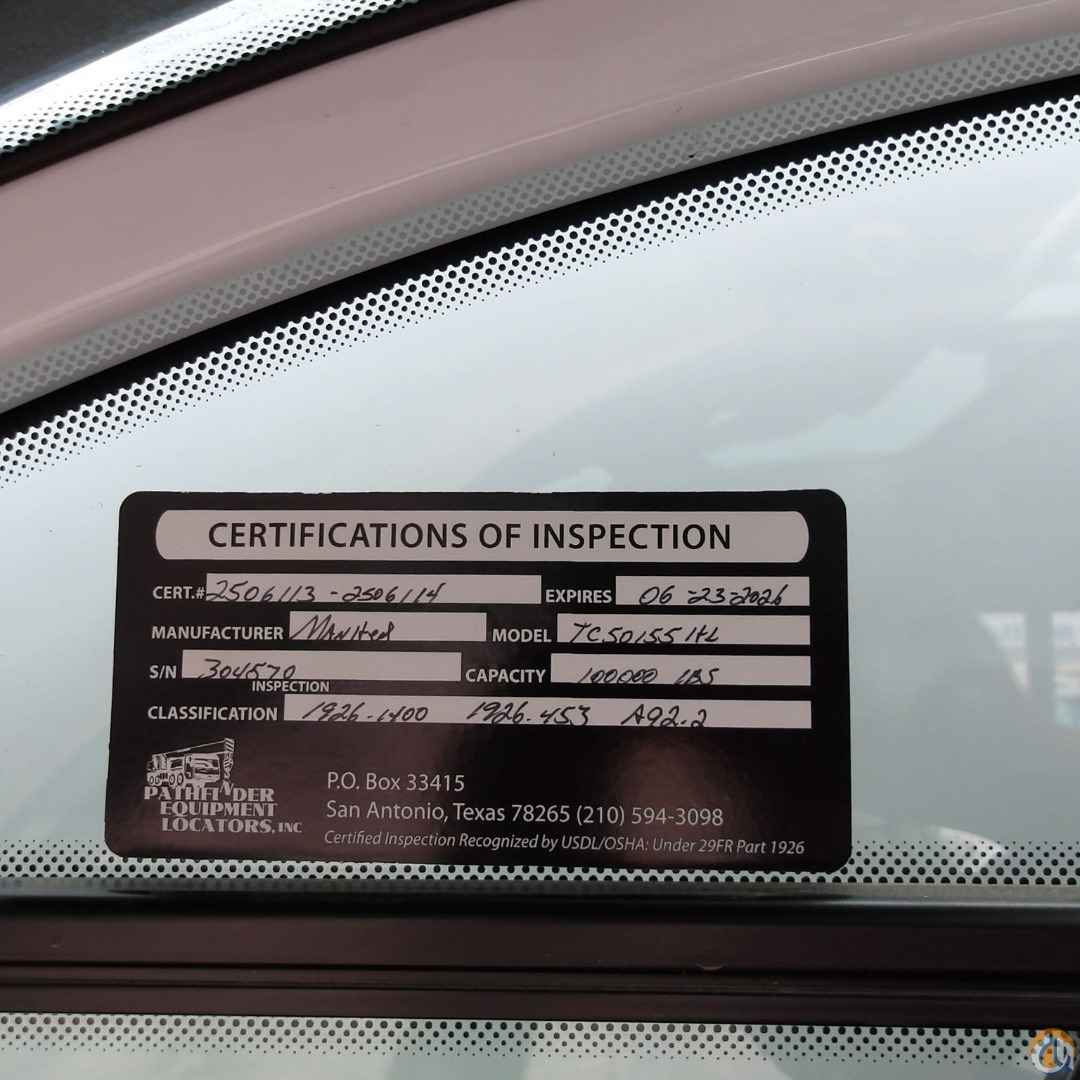 CERTIFICATIONS OF INSPECTION
CERT.# 2506113 - 2506114 EXPIRES 06-23-2026
MANUFACTURER Manitex MODEL TC50155HL
S/N 304570 CAPACITY 100000 LBS
INSPECTION
CLASSIFICATION 1926-1400 1926.453 A92.2
PATHFINDER
EQUIPMENT
LOCATORS, INC
P.O. Box 33415
San Antonio, Texas 78265 (210) 594-3098
Certified Inspection Recognized by USDL/OSHA: Under 29FR Part 1926